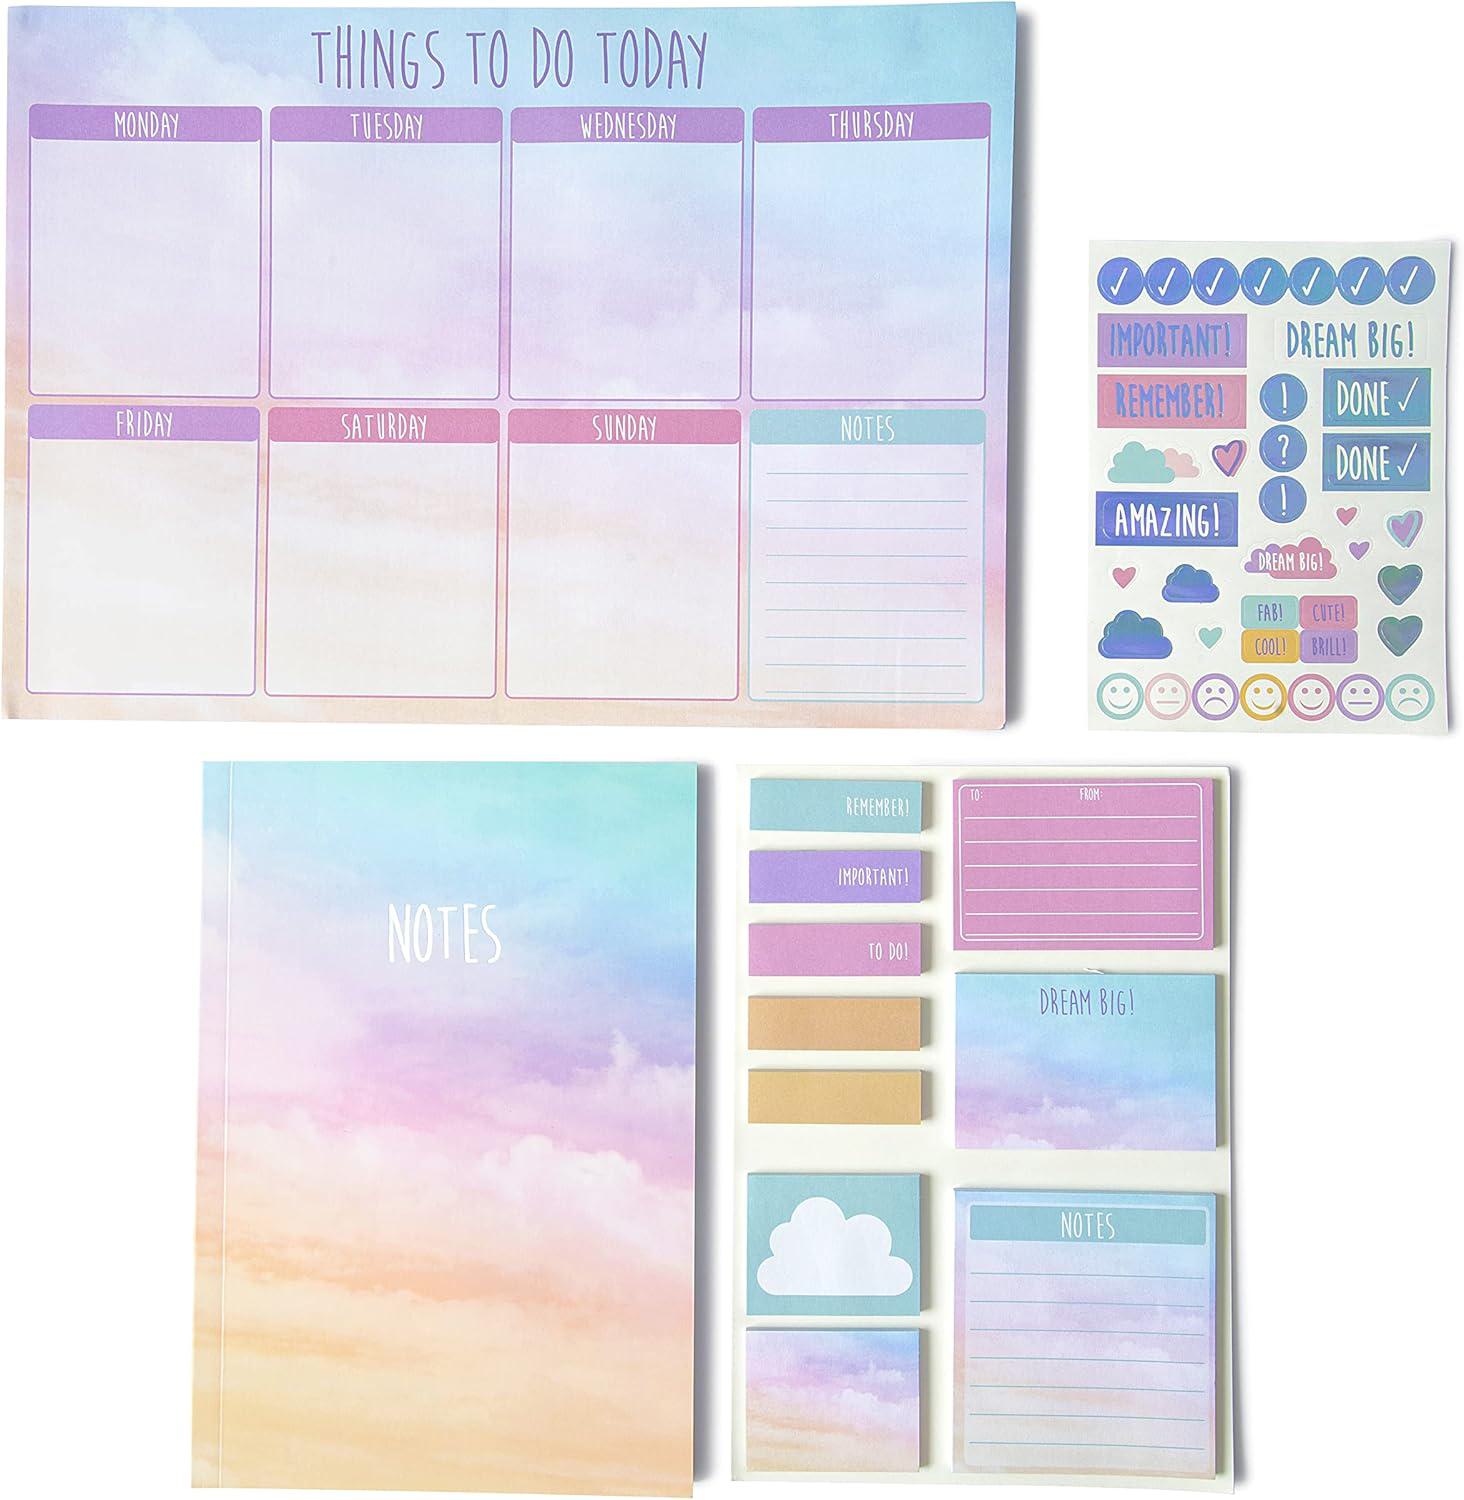 THINGS TO DO TODAY
MONDAY TUESDAY WEDNESDAY THURSDAY
FRIDAY SATURDAY SUNDAY NOTES
IMPORTANT! DREAM BIG!
REMEMBER! ! DONE ✓
? DONE ✓
!
AMAZING!
DREAM BIG!
FAB! CUTE!
COOL! BRILL!
NOTES
REMEMBER!
IMPORTANT!
TO DO!
TO: FROM:
DREAM BIG!
NOTES